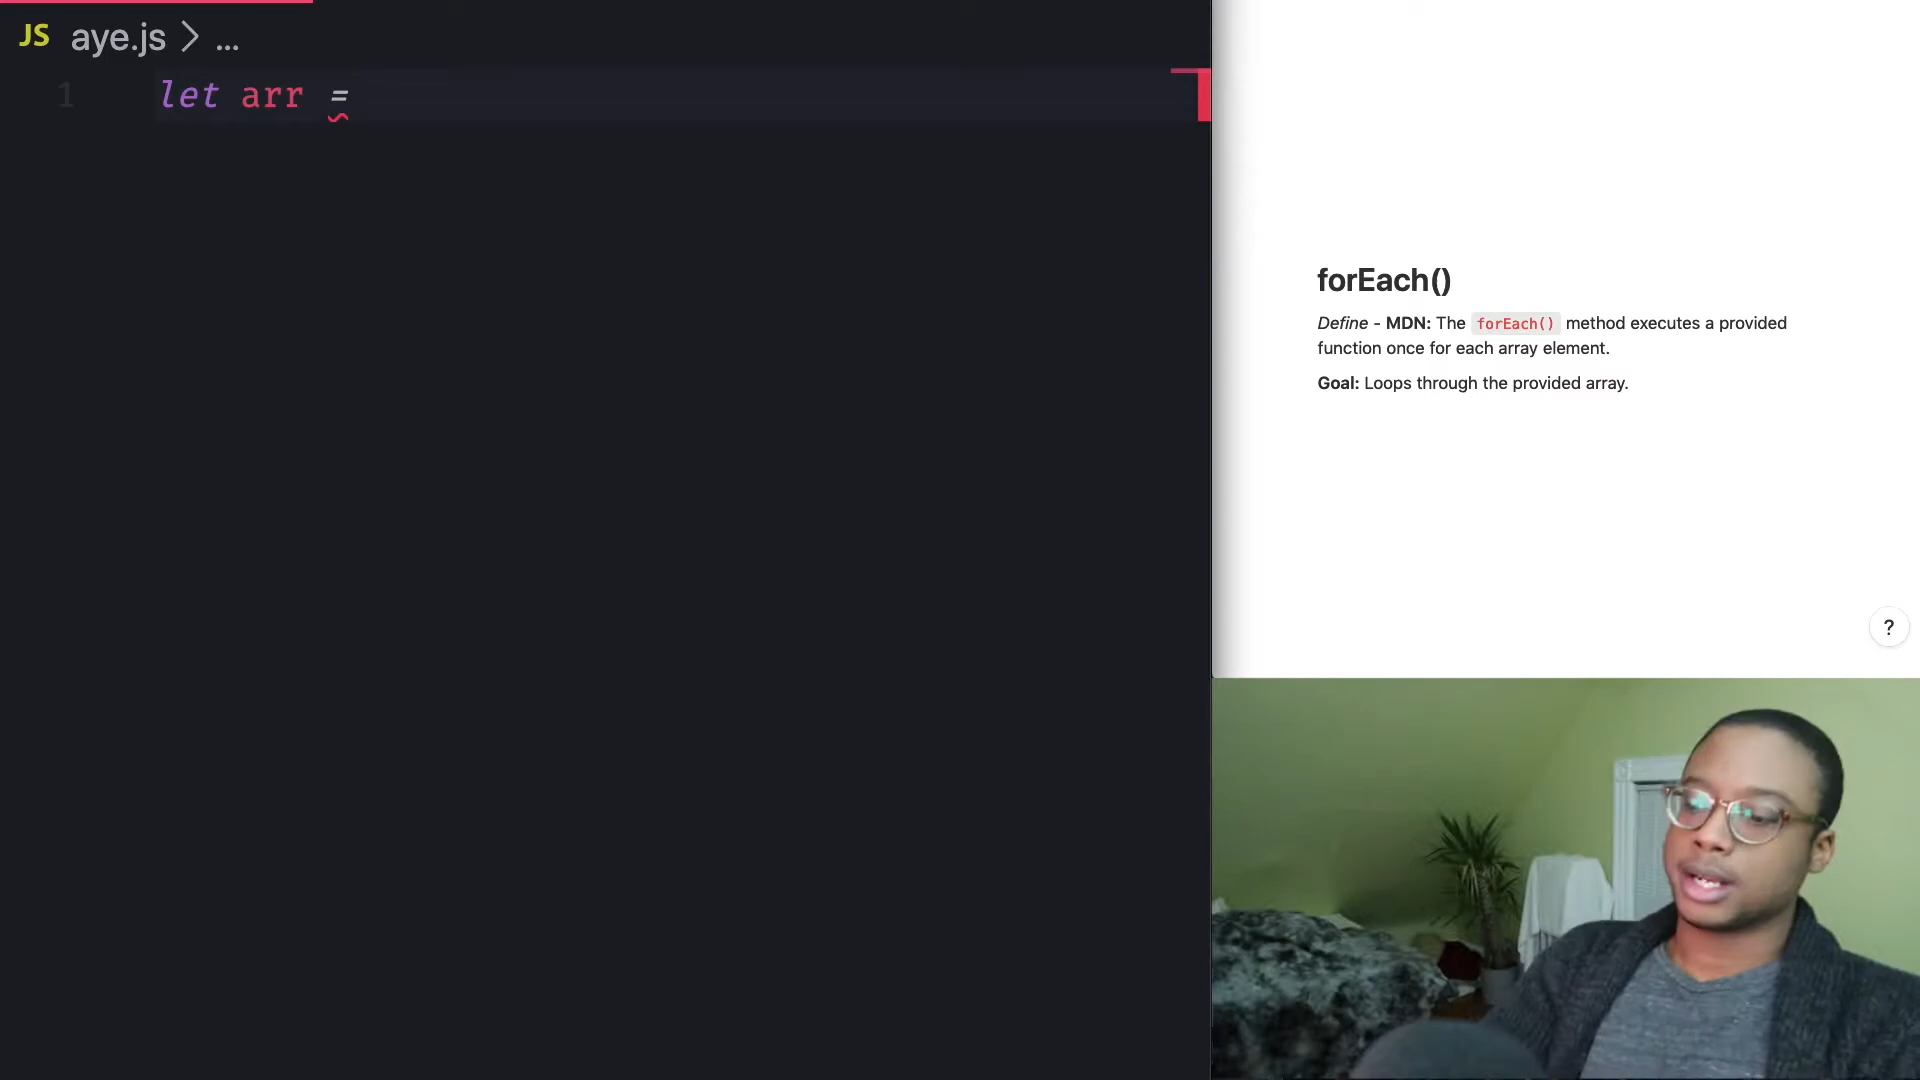 JS aye.js > ...
1 let arr =
forEach()
Define - MDN: The forEach() method executes a provided
function once for each array element.
Goal: Loops through the provided array.
?